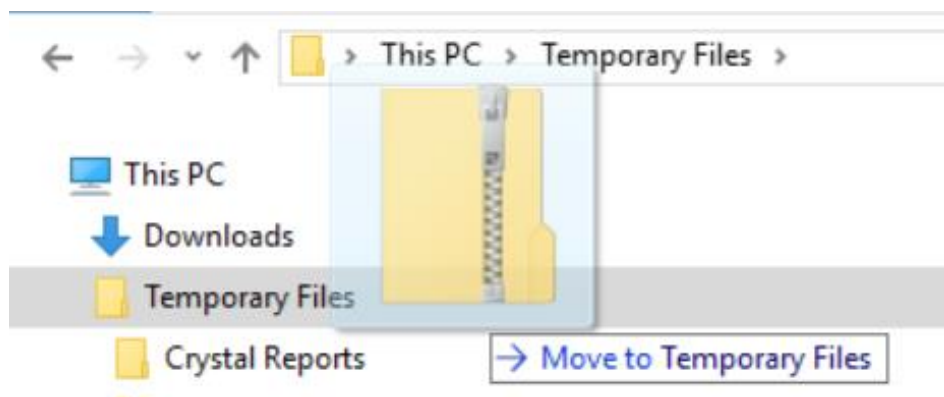 This PC > Temporary Files >
This PC
Downloads
Temporary Files
Crystal Reports
→ Move to Temporary Files